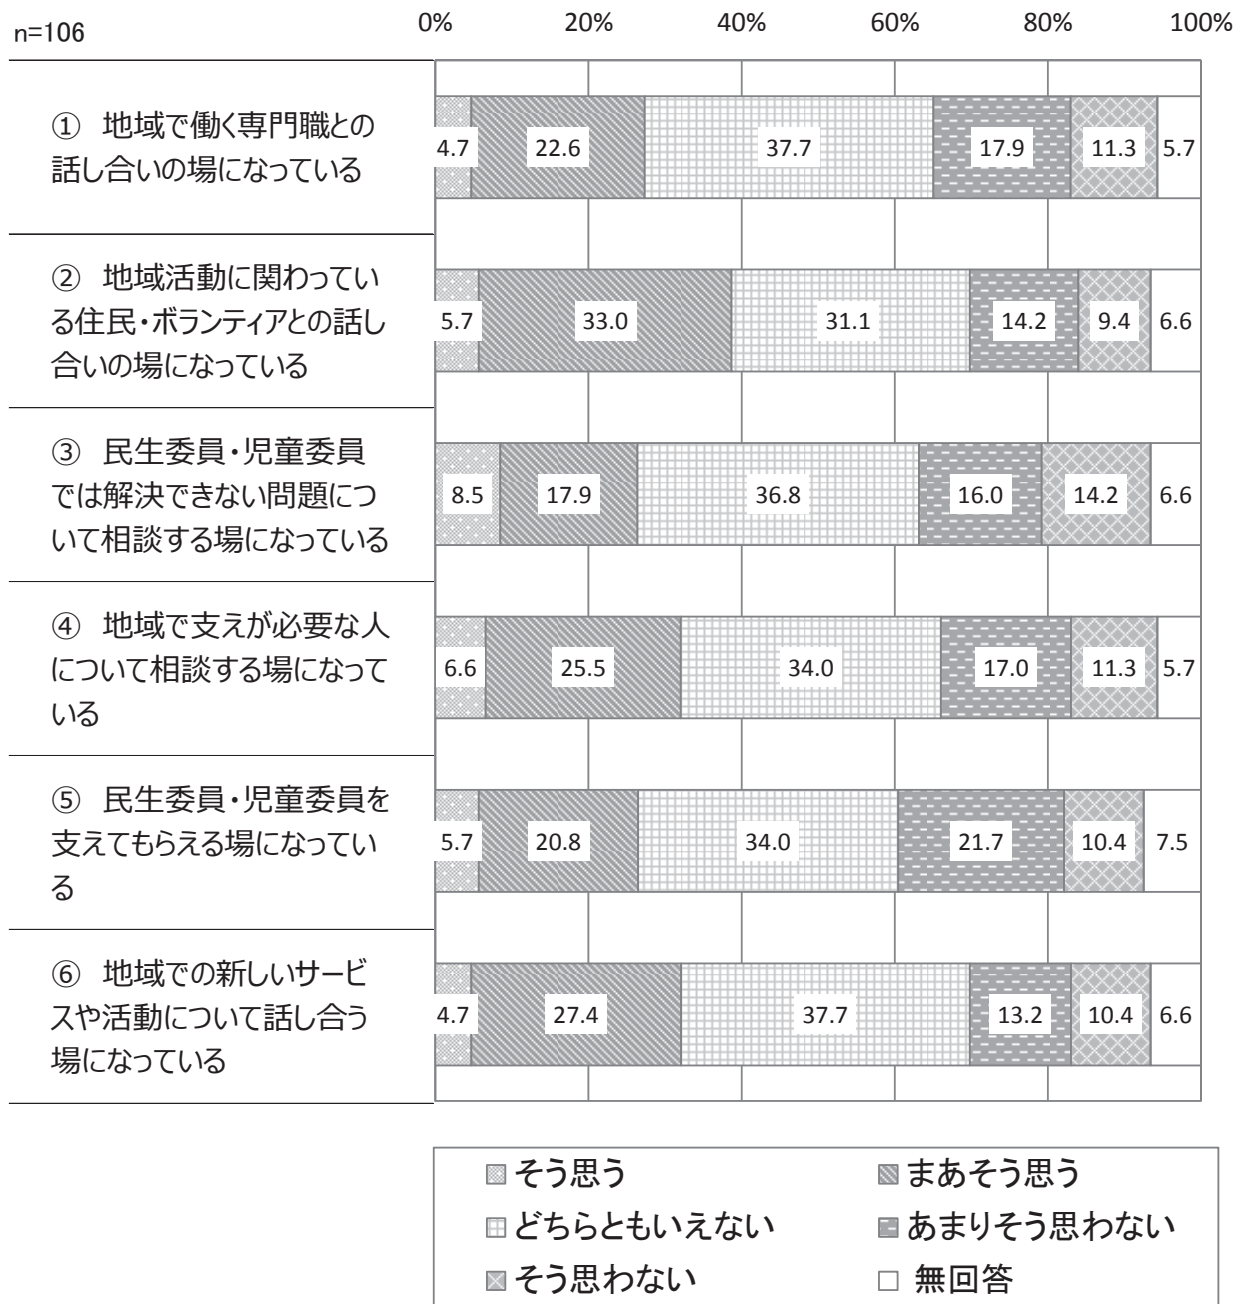 n=106
0% 20% 40% 60% 80% 100%
① 地域で働く専門職との
話し合いの場になっている
4.7 22.6 37.7 17.9 11.3 5.7
② 地域活動に関わってい
る住民・ボランティアとの話し
合いの場になっている
5.7 33.0 31.1 14.2 9.4 6.6
③ 民生委員・児童委員
では解決できない問題につ
いて相談する場になっている
8.5 17.9 36.8 16.0 14.2 6.6
④ 地域で支えが必要な人
について相談する場になって
いる
6.6 25.5 34.0 17.0 11.3 5.7
⑤ 民生委員・児童委員を
支えてもらえる場になってい
る
5.7 20.8 34.0 21.7 10.4 7.5
⑥ 地域での新しいサービ
スや活動について話し合う
場になっている
4.7 27.4 37.7 13.2 10.4 6.6
そう思う まあそう思う
どちらともいえない あまりそう思わない
そう思わない 無回答